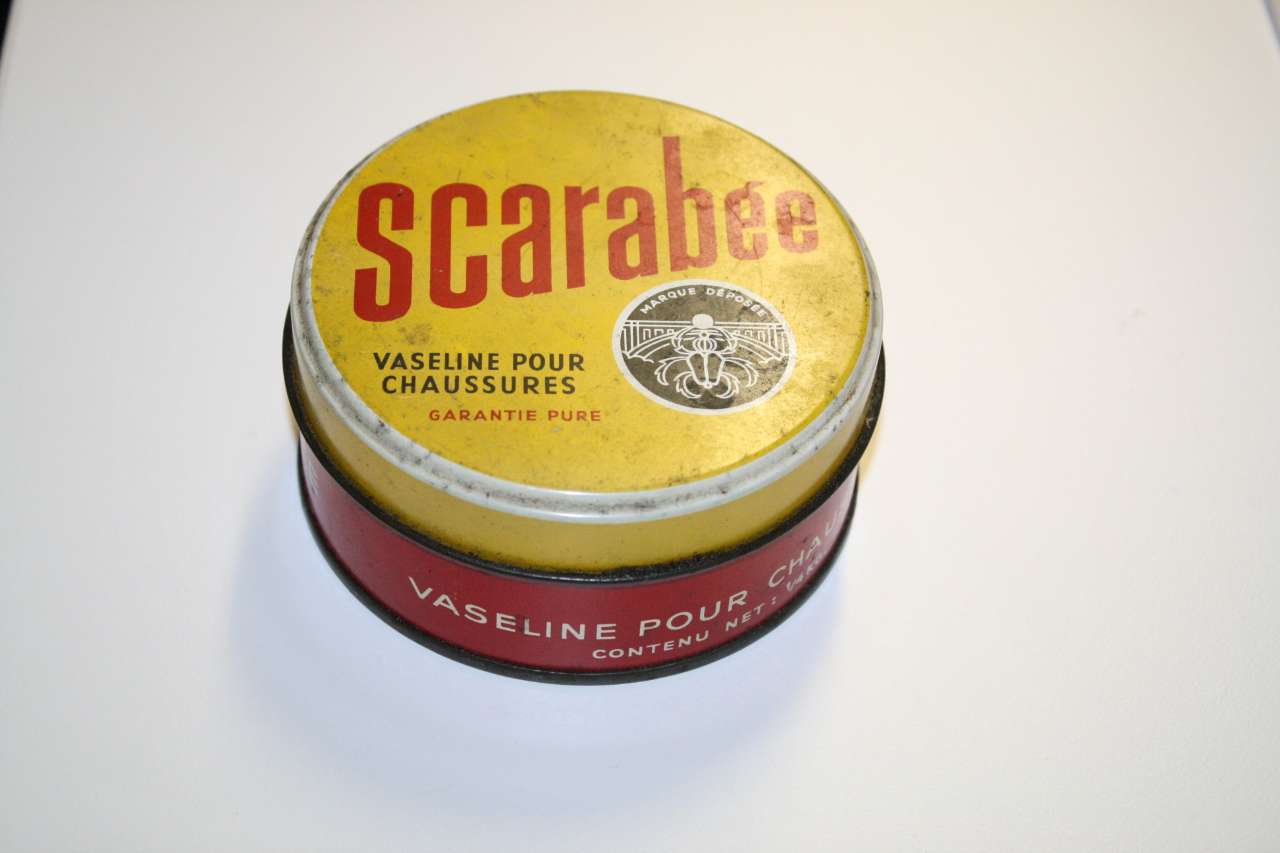 Scarabée
MARQUE DÉPOSÉE
VASELINE POUR
CHAUSSURES
GARANTIE PURE
VASELINE POUR
CONTENU NET: